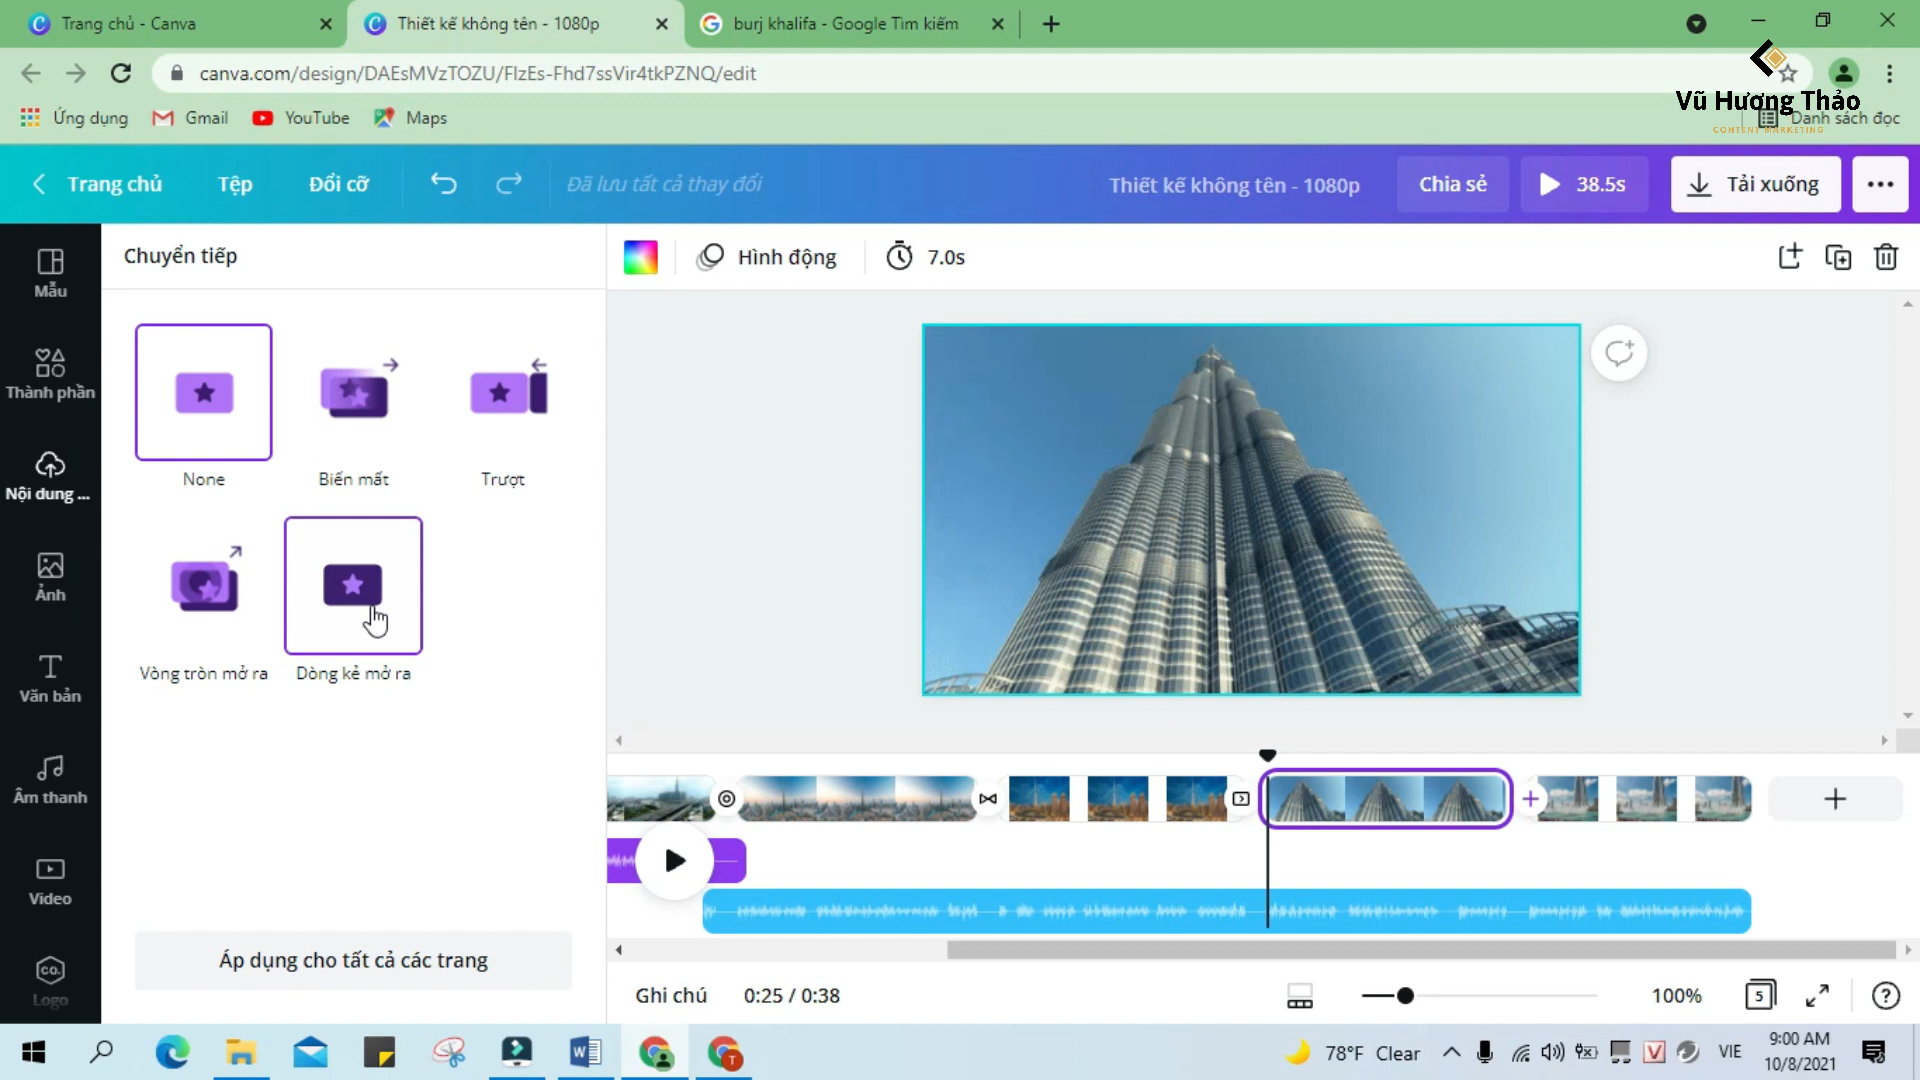 Trang chủ - Canva
Thiết kế không tên - 1080p
burj khalifa - Google Tìm kiếm
canva.com/design/DAEsMVzTOZU/FIzEs-Fhd7ssVir4tkPZNQ/edit
Vũ Hương Thảo
CONTENT MARKETING
Ứng dụng
Gmail
YouTube
Maps
Danh sách đọc
Trang chủ
Tệp
Đổi cỡ
Đã lưu tất cả thay đổi
Thiết kế không tên - 1080p
Chia sẻ
38.5s
Tải xuống
Mẫu
Thành phần
Nội dung ...
Ảnh
Văn bản
Âm thanh
Video
CO.
Logo
Chuyển tiếp
None
Biến mất
Trượt
Vòng tròn mở ra
Dòng kẻ mở ra
Áp dụng cho tất cả các trang
Hình động
7.0s
Ghi chú
0:25 / 0:38
100%
5
78°F Clear
VIE
9:00 AM
10/8/2021